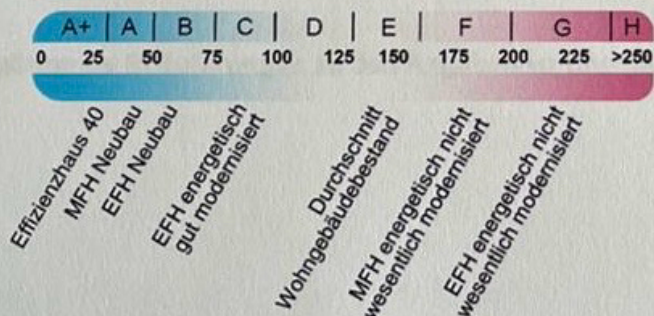 A+ | A | B | C | D | E | F | G | H
0 25 50 75 100 125 150 175 200 225 >250
Effizienzhaus 40
MFH Neubau
EFH Neubau
EFH energetisch
gut modernisiert
Durchschnitt
Wohngebäudebestand
MFH energetisch nicht
wesentlich modernisiert
EFH energetisch nicht
wesentlich modernisiert